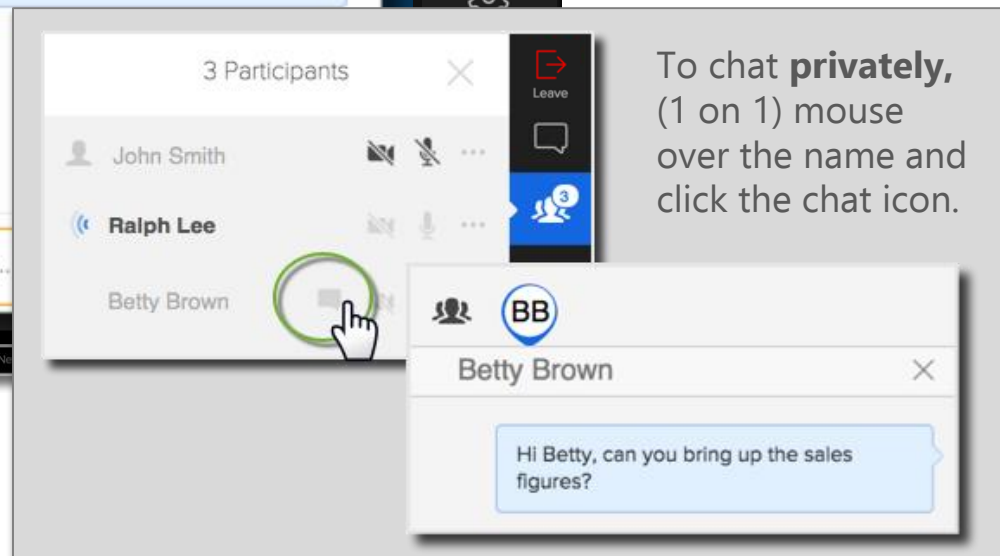 3 Participants
Leave
John Smith
3
Ralph Lee
Betty Brown
To chat privately,
(1 on 1) mouse
over the name and
click the chat icon.
BB
Betty Brown
Hi Betty, can you bring up the sales
figures?